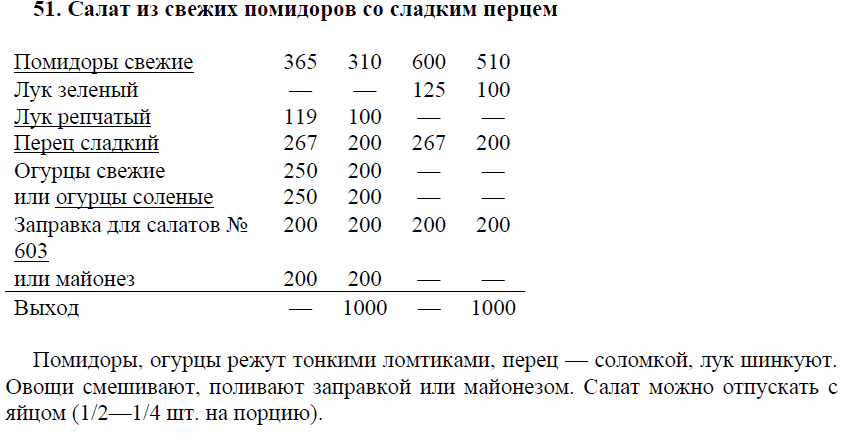 51. Салат из свежих помидоров со сладким перцем
Помидоры свежие 365 310 600 510
Лук зеленый — — 125 100
Лук репчатый 119 100 — —
Перец сладкий 267 200 267 200
Огурцы свежие 250 200 — —
или огурцы соленые 250 200 — —
Заправка для салатов № 200 200 200 200
603
или майонез 200 200 — —
Выход — 1000 — 1000
Помидоры, огурцы режут тонкими ломтиками, перец — соломкой, лук шинкуют.
Овощи смешивают, поливают заправкой или майонезом. Салат можно отпускать с
яйцом (1/2—1/4 шт. на порцию).